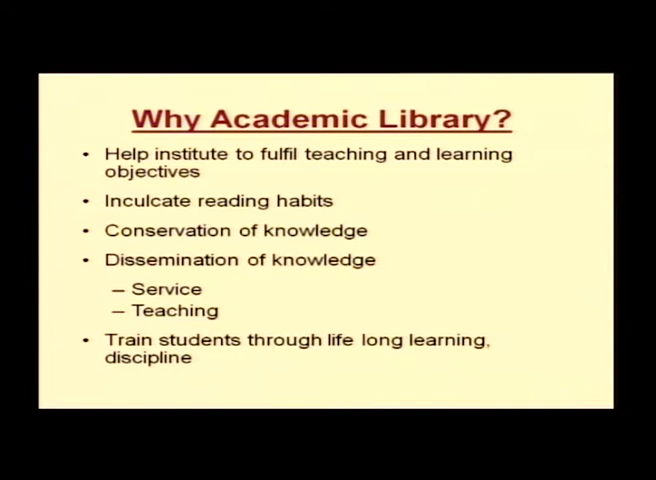 Why Academic Library?
• Help institute to fulfil teaching and learning
objectives
• Inculcate reading habits
• Conservation of knowledge
• Dissemination of knowledge
– Service
– Teaching
• Train students through life long learning,
discipline